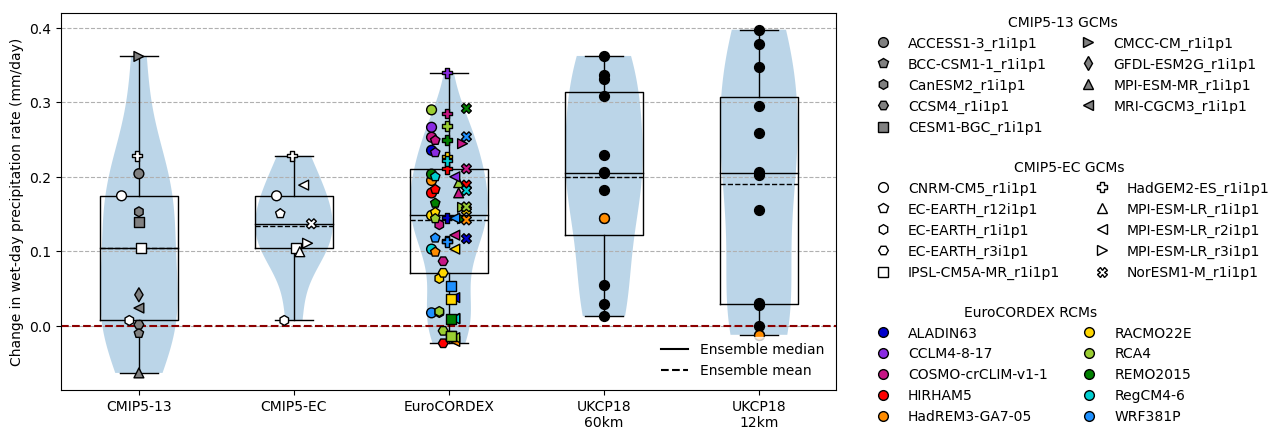 Change in wet-day precipitation rate (mm/day)
0.4
0.3
0.2
0.1
0.0
CMIP5-13
CMIP5-EC
EuroCORDEX
UKCP18
60km
UKCP18
12km
Ensemble median
Ensemble mean
CMIP5-13 GCMs
ACCESS1-3_r1i1p1
BCC-CSM1-1_r1i1p1
CanESM2_r1i1p1
CCSM4_r1i1p1
CESM1-BGC_r1i1p1
CMCC-CM_r1i1p1
GFDL-ESM2G_r1i1p1
MPI-ESM-MR_r1i1p1
MRI-CGCM3_r1i1p1
CMIP5-EC GCMs
CNRM-CM5_r1i1p1
EC-EARTH_r12i1p1
EC-EARTH_r1i1p1
EC-EARTH_r3i1p1
IPSL-CM5A-MR_r1i1p1
HadGEM2-ES_r1i1p1
MPI-ESM-LR_r1i1p1
MPI-ESM-LR_r2i1p1
MPI-ESM-LR_r3i1p1
NorESM1-M_r1i1p1
EuroCORDEX RCMs
ALADIN63
CCLM4-8-17
COSMO-crCLIM-v1-1
HIRHAM5
HadREM3-GA7-05
RACMO22E
RCA4
REMO2015
RegCM4-6
WRF381P